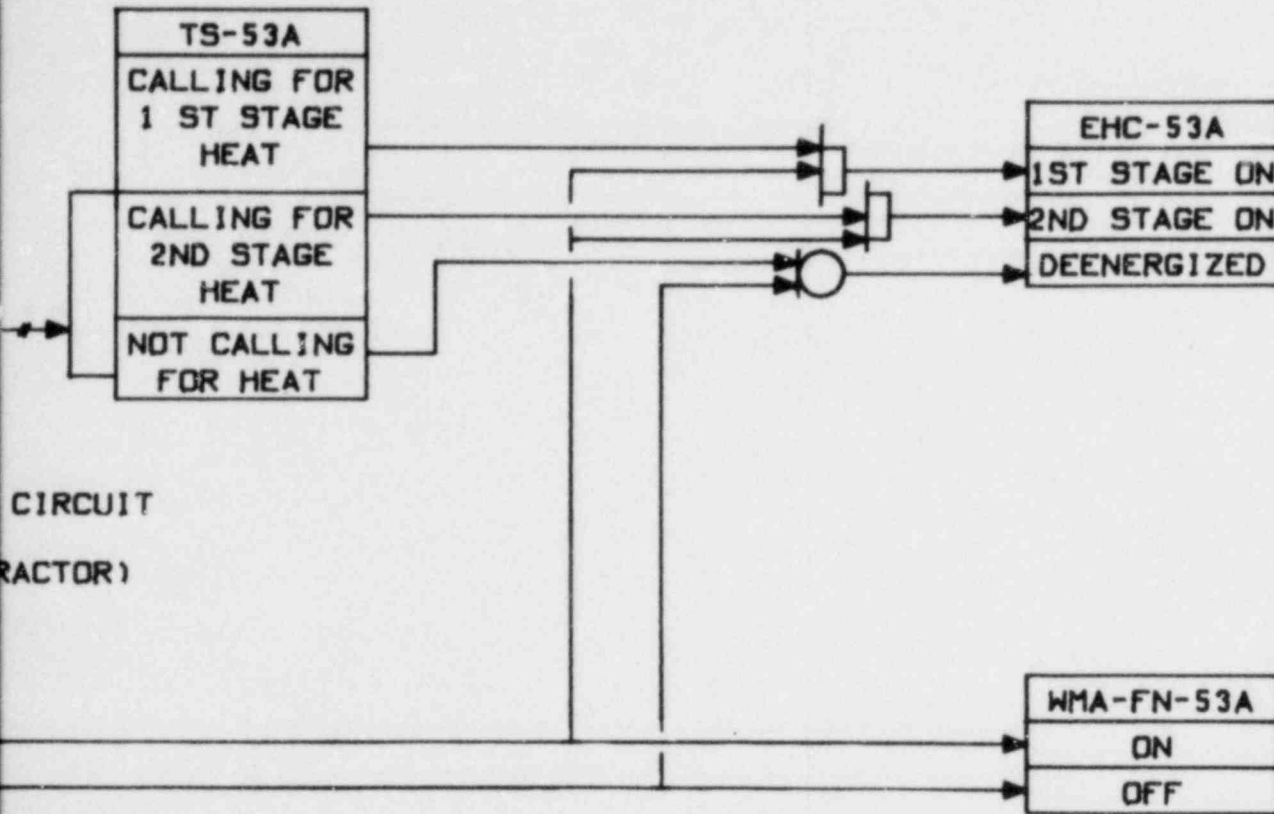 TS-53A
CALLING FOR
1 ST STAGE
HEAT
CALLING FOR
2ND STAGE
HEAT
NOT CALLING
FOR HEAT
EHC-53A
1ST STAGE ON
2ND STAGE ON
DEENERGIZED
CIRCUIT
RACTOR)
WMA-FN-53A
ON
OFF